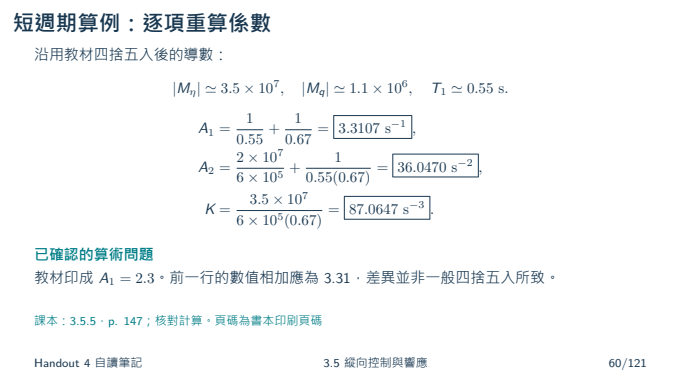 短週期算例：逐項重算係數
沿用教材四捨五入後的導數：
|M_η| ≃ 3.5 × 10^7, |M_q| ≃ 1.1 × 10^6, T_1 ≃ 0.55 s.
A_1 = 1/0.55 + 1/0.67 = 3.3107 s^{-1},
A_2 = 2 × 10^7/6 × 10^5 + 1/0.55(0.67) = 36.0470 s^{-2},
K = 3.5 × 10^7/6 × 10^5(0.67) = 87.0647 s^{-3}.
已確認的算術問題
教材印成 A_1 = 2.3。前一行的數值相加應為 3.31，差異並非一般四捨五入所致。
課本：3.5.5，p. 147；核對計算。頁碼為書本印刷頁碼
Handout 4 自讀筆記 3.5 縱向控制與響應 60/121